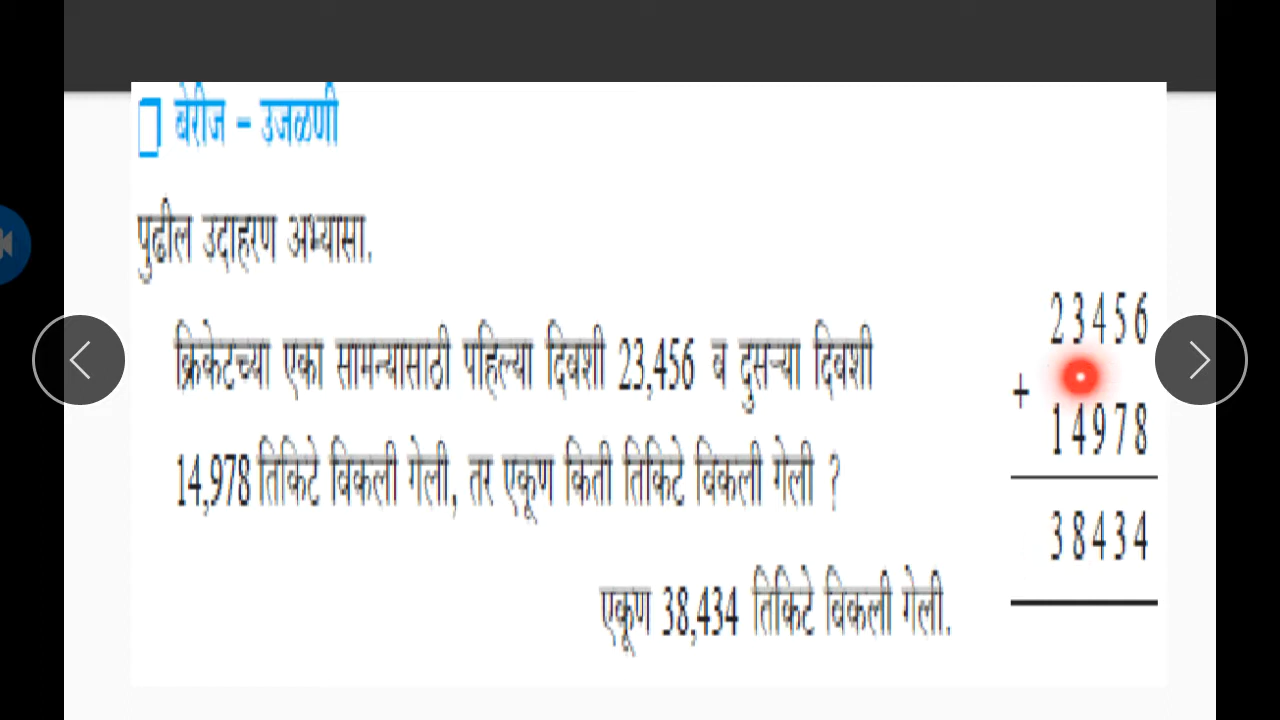 बेरीज – उजळणी
पुढील उदाहरण अभ्यासा.
क्रिकेटच्या एका सामन्यासाठी पहिल्या दिवशी 23,456 व दुसऱ्या दिवशी
14,978 तिकिटे विकली गेली, तर एकूण किती तिकिटे विकली गेली ?
एकूण 38,434 तिकिटे विकली गेली.
23456
+
14978
38434